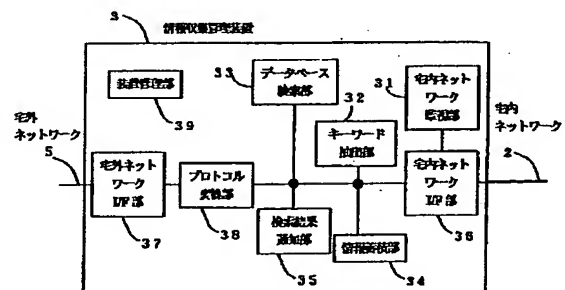 3
情報収集管理装置
33
データベース
検索部
31
宅内ネット
ワーク
監視部
32
キーワード
抽出部
装置管理部
39
宅外
ネットワーク
5
宅内
ネットワーク
2
宅外ネット
ワーク
I/F部
37
プロトコル
変換部
38
検索結果
通知部
35
情報蓄積部
34
宅内ネット
ワーク
I/F部
36